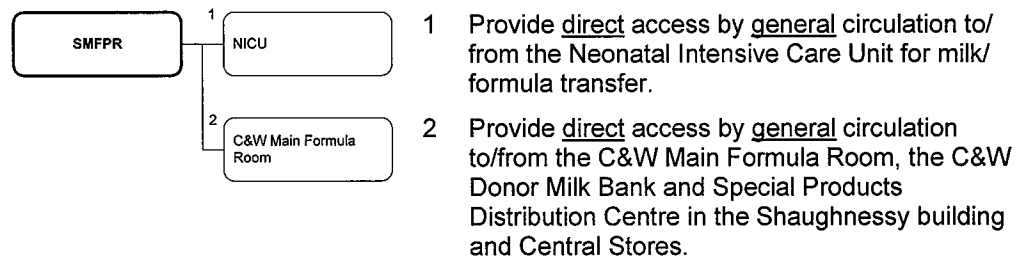 SMFPR
1
NICU
2
C&W Main Formula
Room
1 Provide direct access by general circulation to/
from the Neonatal Intensive Care Unit for milk/
formula transfer.
2 Provide direct access by general circulation
to/from the C&W Main Formula Room, the C&W
Donor Milk Bank and Special Products
Distribution Centre in the Shaughnessy building
and Central Stores.